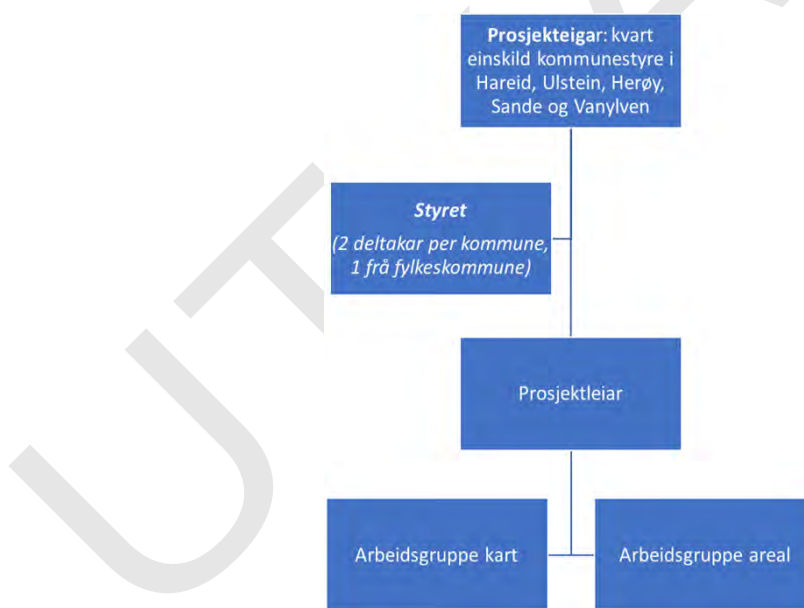 Prosjekteigar: kvart
einskild kommunestyre i
Hareid, Ulstein, Herøy,
Sande og Vanylven
Styret
(2 deltakar per kommune,
1 frå fylkeskommune)
Prosjektleiar
Arbeidsgruppe kart
Arbeidsgruppe areal